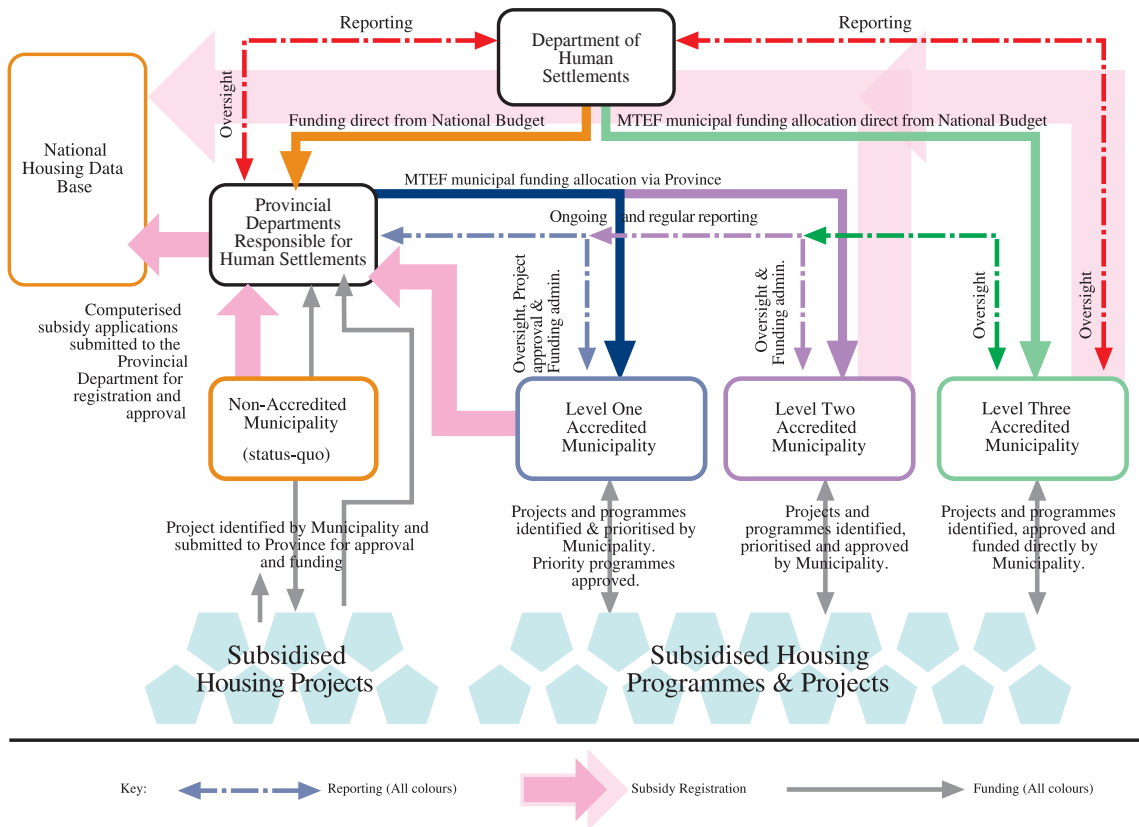 Reporting
Reporting
Department of
Human
Settlements
Oversight
Funding direct from National Budget
MTEF municipal funding allocation direct from National Budget
National
Housing Data
Base
MTEF municipal funding allocation via Province
Provincial
Departments
Responsible for
Human Settlements
Ongoing and regular reporting
Oversight, Project
approval &
Funding admin.
Oversight &
Funding admin.
Oversight
Oversight
Computerised
subsidy applications
submitted to the
Provincial
Department for
registration and
approval
Non-Accredited
Municipality
(status-quo)
Level One
Accredited
Municipality
Level Two
Accredited
Municipality
Level Three
Accredited
Municipality
Project identified by Municipality and
submitted to Province for approval
and funding
Projects and programmes
identified & prioritised by
Municipality.
Priority programmes
approved.
Projects and
programmes identified,
prioritised and approved
by Municipality.
Projects and programmes
identified, approved and
funded directly by
Municipality.
Subsidised
Housing Projects
Subsidised Housing
Programmes & Projects
Key:
Reporting (All colours)
Subsidy Registration
Funding (All colours)